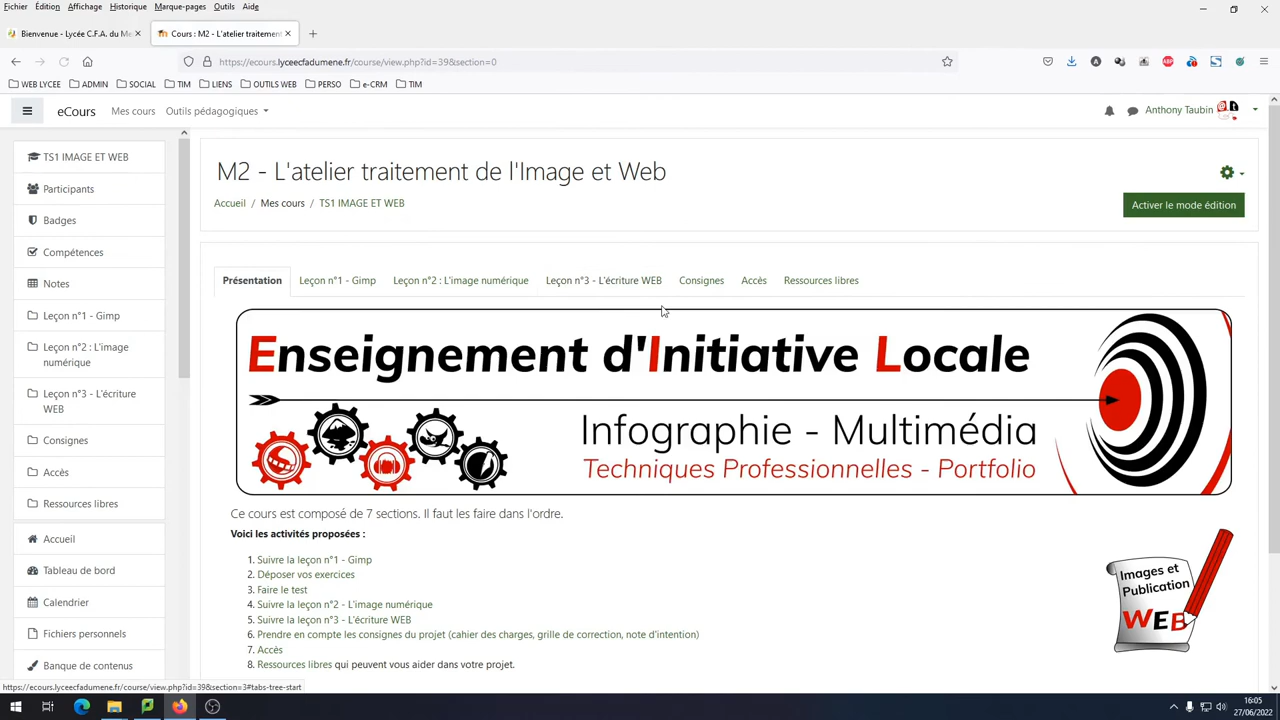 Fichier Édition Affichage Historique Marque-pages Outils Aide
Bienvenue - Lycée C.F.A. du Me
Cours : M2 - L'atelier traitement
https://ecours.lyceecfadumene.fr/course/view.php?id=39&section=0
WEB LYCEE ADMIN SOCIAL TIM LIENS OUTILS WEB PERSO e-CRM TIM
eCours Mes cours Outils pédagogiques
Anthony Taubin
TS1 IMAGE ET WEB
Participants
Badges
Compétences
Notes
Leçon n°1 - Gimp
Leçon n°2 : L'image
numérique
Leçon n°3 - L'écriture
WEB
Consignes
Accès
Ressources libres
Accueil
Tableau de bord
Calendrier
Fichiers personnels
Banque de contenus
M2 - L'atelier traitement de l'Image et Web
Accueil / Mes cours / TS1 IMAGE ET WEB
Activer le mode édition
Présentation Leçon n°1 - Gimp Leçon n°2 : L'image numérique Leçon n°3 - L'écriture WEB Consignes Accès Ressources libres
Enseignement d'Initiative Locale
Infographie - Multimédia
Techniques Professionnelles - Portfolio
Ce cours est composé de 7 sections. Il faut les faire dans l'ordre.
Voici les activités proposées :
1. Suivre la leçon n°1 - Gimp
2. Déposer vos exercices
3. Faire le test
4. Suivre la leçon n°2 - L'image numérique
5. Suivre la leçon n°3 - L'écriture WEB
6. Prendre en compte les consignes du projet (cahier des charges, grille de correction, note d'intention)
7. Accès
8. Ressources libres qui peuvent vous aider dans votre projet.
Images et
Publication
WEB
https://ecours.lyceecfadumene.fr/course/view.php?id=39&section=3#tabs-tree-start
16:05
27/06/2022